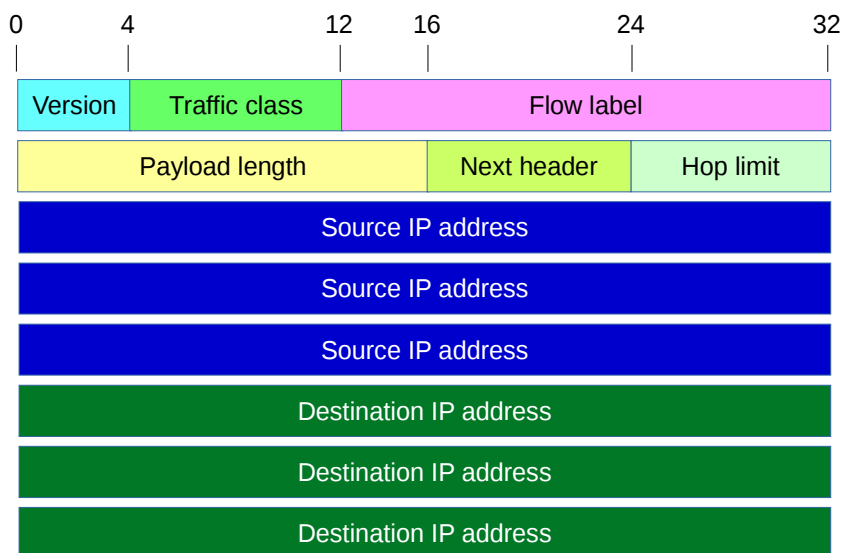 0 4 12 16 24 32
Version Traffic class Flow label
Payload length Next header Hop limit
Source IP address
Source IP address
Source IP address
Destination IP address
Destination IP address
Destination IP address